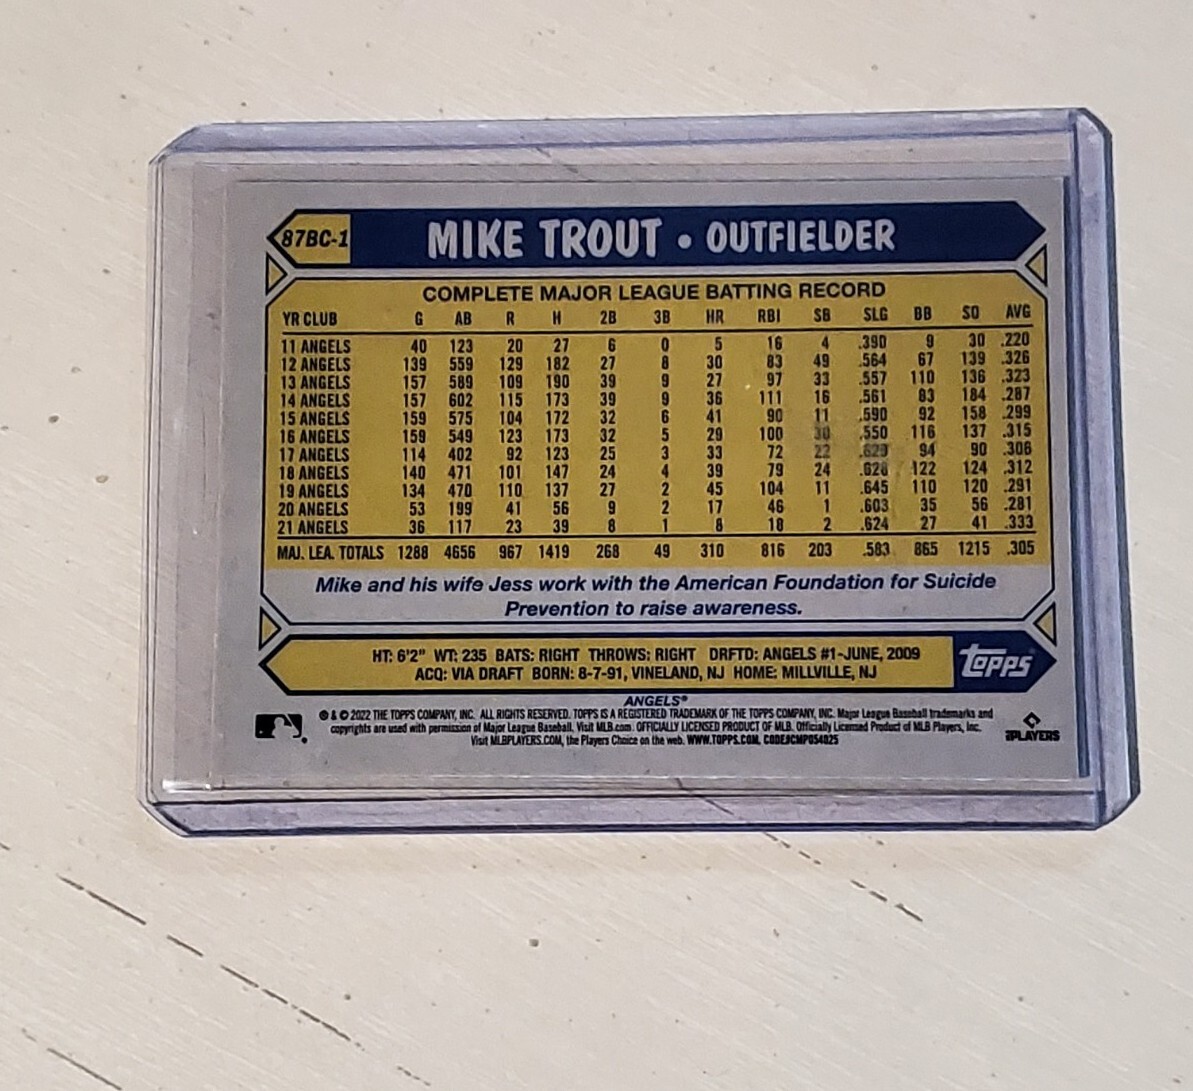 87BC-1 MIKE TROUT • OUTFIELDER
COMPLETE MAJOR LEAGUE BATTING RECORD
YR CLUB G AB R H 2B 3B HR RBI SB SLG BB SO AVG
11 ANGELS 40 123 20 27 6 0 5 16 4 .390 9 30 .220
12 ANGELS 139 559 129 182 27 8 30 83 49 .564 67 139 .326
13 ANGELS 157 589 109 190 39 9 27 97 33 .557 110 136 .323
14 ANGELS 157 602 115 173 39 9 36 111 16 .561 83 184 .287
15 ANGELS 159 575 104 172 32 6 41 90 11 .590 92 158 .299
16 ANGELS 159 549 123 173 32 5 29 100 30 .550 116 137 .315
17 ANGELS 114 402 92 123 25 3 33 72 22 .629 94 90 .306
18 ANGELS 140 471 101 147 24 4 39 79 24 .628 122 124 .312
19 ANGELS 134 470 110 137 27 2 45 104 11 .645 110 120 .291
20 ANGELS 53 199 41 56 9 2 17 46 1 .603 35 56 .281
21 ANGELS 36 117 23 39 8 1 8 18 2 .624 27 41 .333
MAJ. LEA. TOTALS 1288 4656 967 1419 268 49 310 816 203 .583 865 1215 .305
Mike and his wife Jess work with the American Foundation for Suicide
Prevention to raise awareness.
HT: 6'2" WT: 235 BATS: RIGHT THROWS: RIGHT DRFTD: ANGELS #1-JUNE, 2009
ACQ: VIA DRAFT BORN: 8-7-91, VINELAND, NJ HOME: MILLVILLE, NJ
topps
ANGELS®
® & © 2022 THE TOPPS COMPANY, INC. ALL RIGHTS RESERVED. TOPPS IS A REGISTERED TRADEMARK OF THE TOPPS COMPANY, INC. Major League Baseball trademarks and
copyrights are used with permission of Major League Baseball. Visit MLB.com. OFFICIALLY LICENSED PRODUCT OF MLB. Officially Licensed Product of MLB Players, Inc.
Visit MLBPLAYERS.COM, the Players Choice on the web. WWW.TOPPS.COM. CODE#CMP054025
PLAYERS